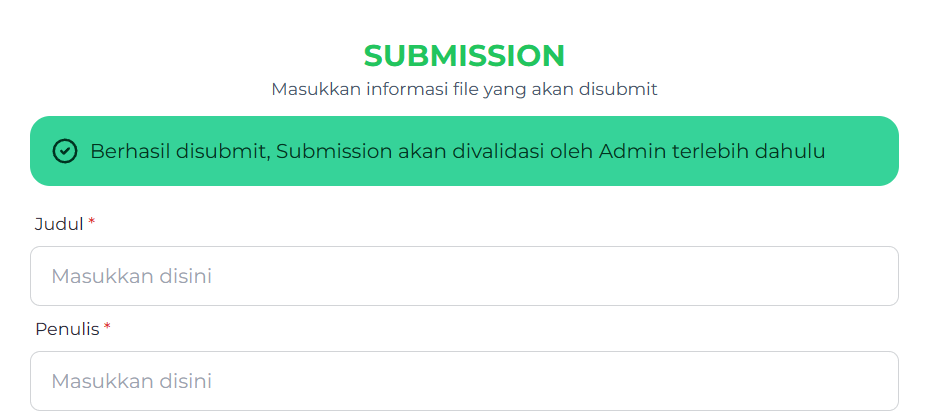 SUBMISSION
Masukkan informasi file yang akan disubmit
Berhasil disubmit, Submission akan divalidasi oleh Admin terlebih dahulu
Judul *
Masukkan disini
Penulis *
Masukkan disini